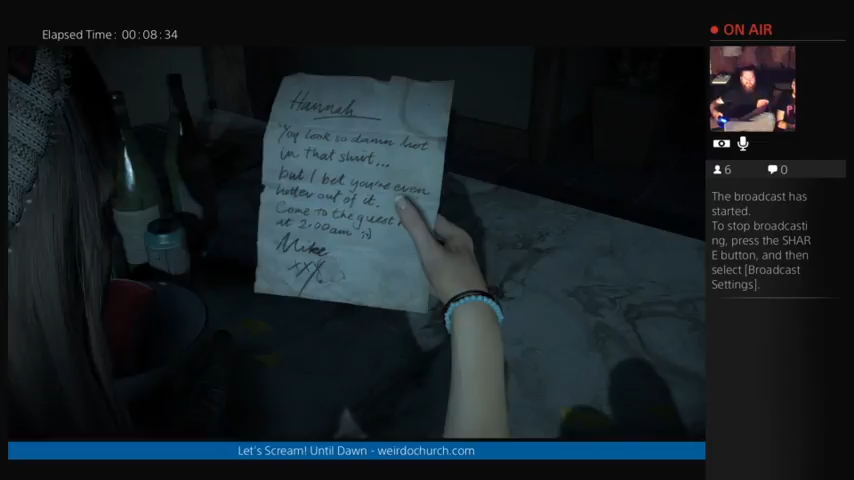 Elapsed Time: 00:08:34
ON AIR
Hannah
You look so damn hot
in that shirt...
but I bet you're even
hotter out of it.
Come to the guest
at 2:00am ;)
Mike
xxx
6
0
The broadcast has
started.
To stop broadcasti
ng, press the SHAR
E button, and then
select [Broadcast
Settings].
Let's Scream! Until Dawn - weirdochurch.com